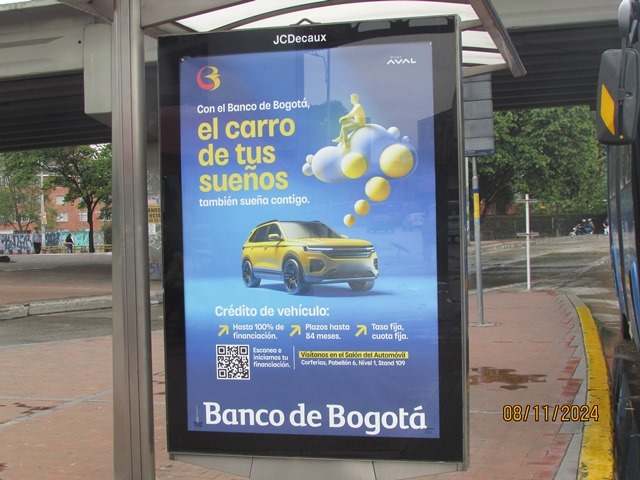 JCDecaux
AVAL
Con el Banco de Bogotá,
el carro
de tus
sueños
también sueña contigo.
Crédito de vehículo:
Hasta 100% de
financiación.
Plazos hasta
84 meses.
Tasa fija,
cuota fija.
Escanea e
iniciemos tu
financiación.
Visítanos en el Salón del Automóvil
Corferias, Pabellón 6, Nivel 1, Stand 109
Banco de Bogotá
08/11/2024